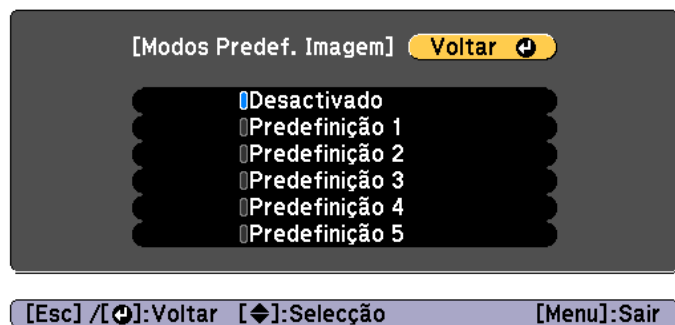 [Modos Predef. Imagem] Voltar
Desactivado
Predefinição 1
Predefinição 2
Predefinição 3
Predefinição 4
Predefinição 5
[Esc] /[⏎]:Voltar [◆]:Selecção [Menu]:Sair